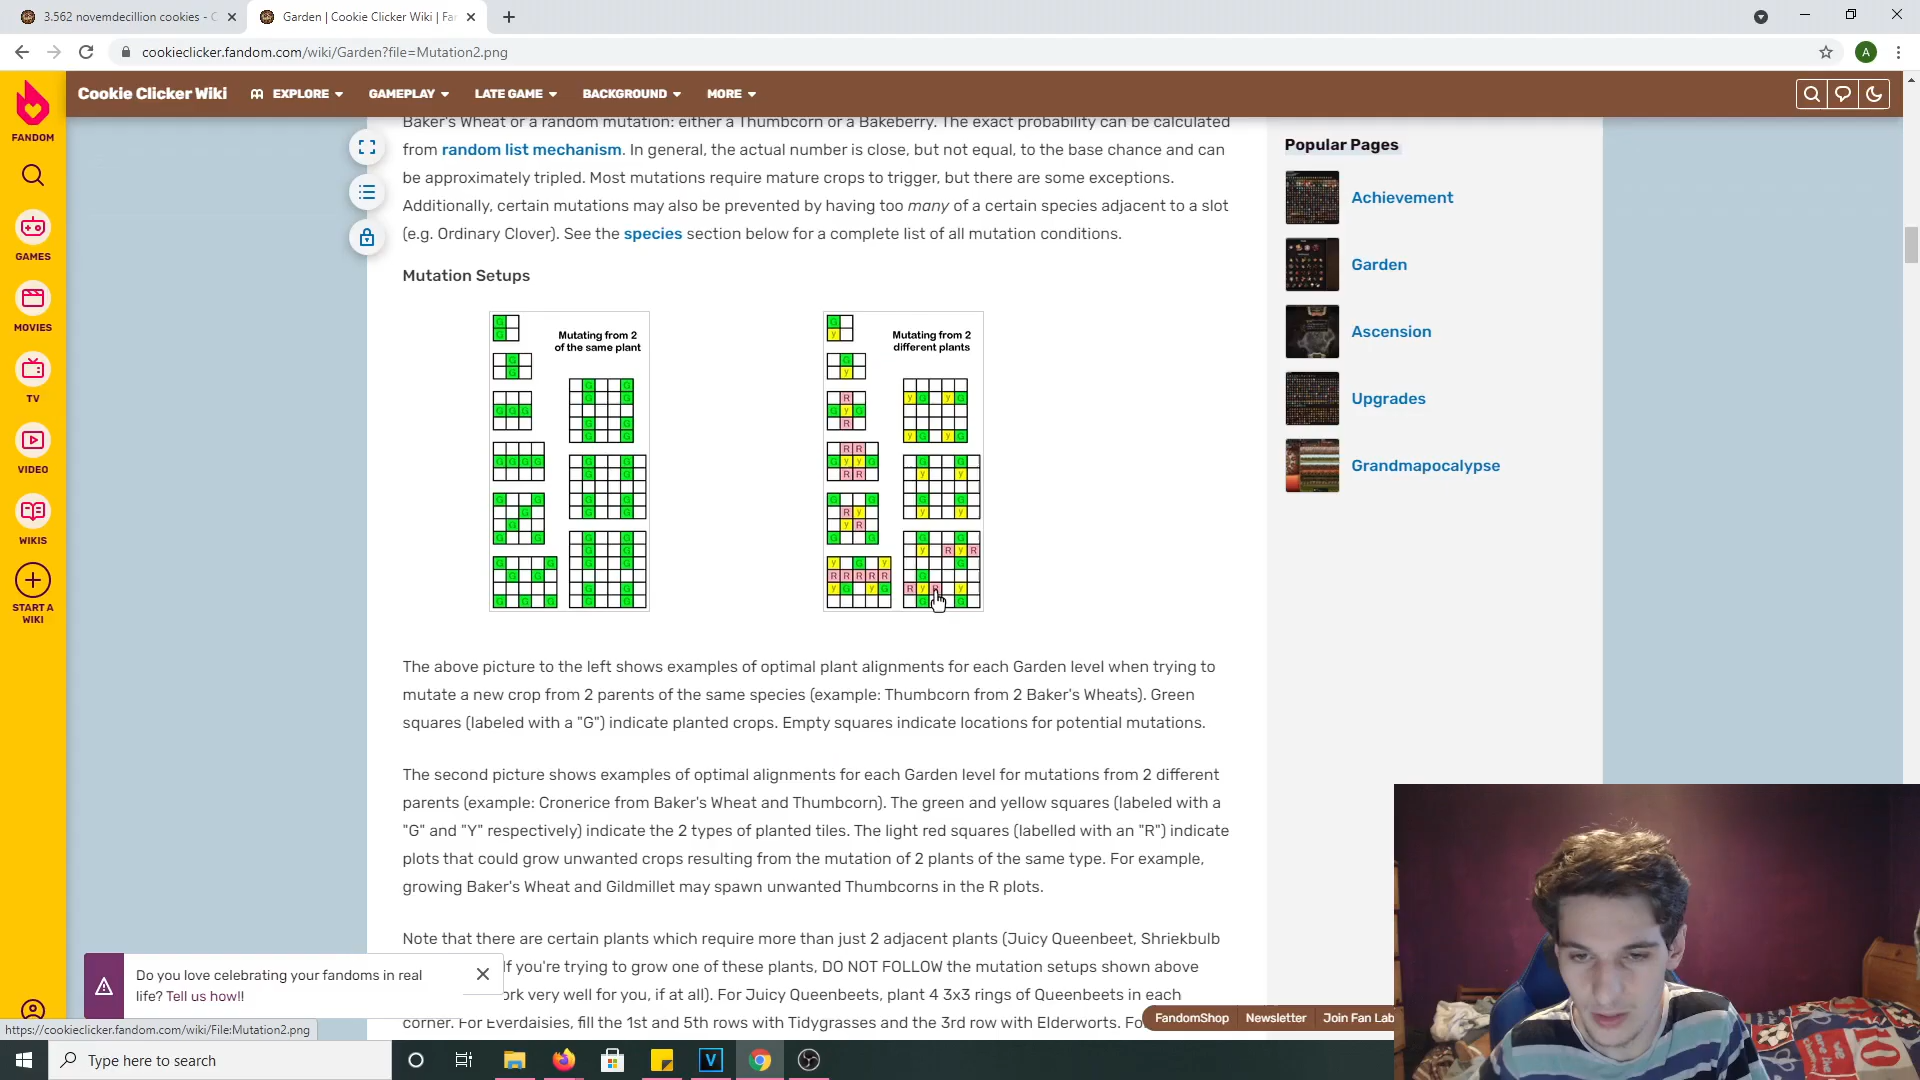 3.562 novemdecillion cookies - C
Garden | Cookie Clicker Wiki | Fan
cookieclicker.fandom.com/wiki/Garden?file=Mutation2.png
A
FANDOM
GAMES
MOVIES
TV
VIDEO
WIKIS
START A
WIKI
Cookie Clicker Wiki
EXPLORE
GAMEPLAY
LATE GAME
BACKGROUND
MORE
Baker's Wheat or a random mutation: either a Thumbcorn or a Bakeberry. The exact probability can be calculated
from random list mechanism. In general, the actual number is close, but not equal, to the base chance and can
be approximately tripled. Most mutations require mature crops to trigger, but there are some exceptions.
Additionally, certain mutations may also be prevented by having too many of a certain species adjacent to a slot
(e.g. Ordinary Clover). See the species section below for a complete list of all mutation conditions.
Mutation Setups
Mutating from 2
of the same plant
Mutating from 2
different plants
The above picture to the left shows examples of optimal plant alignments for each Garden level when trying to
mutate a new crop from 2 parents of the same species (example: Thumbcorn from 2 Baker's Wheats). Green
squares (labeled with a "G") indicate planted crops. Empty squares indicate locations for potential mutations.
The second picture shows examples of optimal alignments for each Garden level for mutations from 2 different
parents (example: Cronerice from Baker's Wheat and Thumbcorn). The green and yellow squares (labeled with a
"G" and "Y" respectively) indicate the 2 types of planted tiles. The light red squares (labelled with an "R") indicate
plots that could grow unwanted crops resulting from the mutation of 2 plants of the same type. For example,
growing Baker's Wheat and Gildmillet may spawn unwanted Thumbcorns in the R plots.
Note that there are certain plants which require more than just 2 adjacent plants (Juicy Queenbeet, Shriekbulb
If you're trying to grow one of these plants, DO NOT FOLLOW the mutation setups shown above
very well for you, if at all). For Juicy Queenbeets, plant 4 3x3 rings of Queenbeets in each
corner. For Everdaisies, fill the 1st and 5th rows with Tidygrasses and the 3rd row with Elderworts.
Popular Pages
Achievement
Garden
Ascension
Upgrades
Grandmapocalypse
Do you love celebrating your fandoms in real
life? Tell us how!!
FandomShop
Newsletter
Join Fan Lab
https://cookieclicker.fandom.com/wiki/File:Mutation2.png
Type here to search